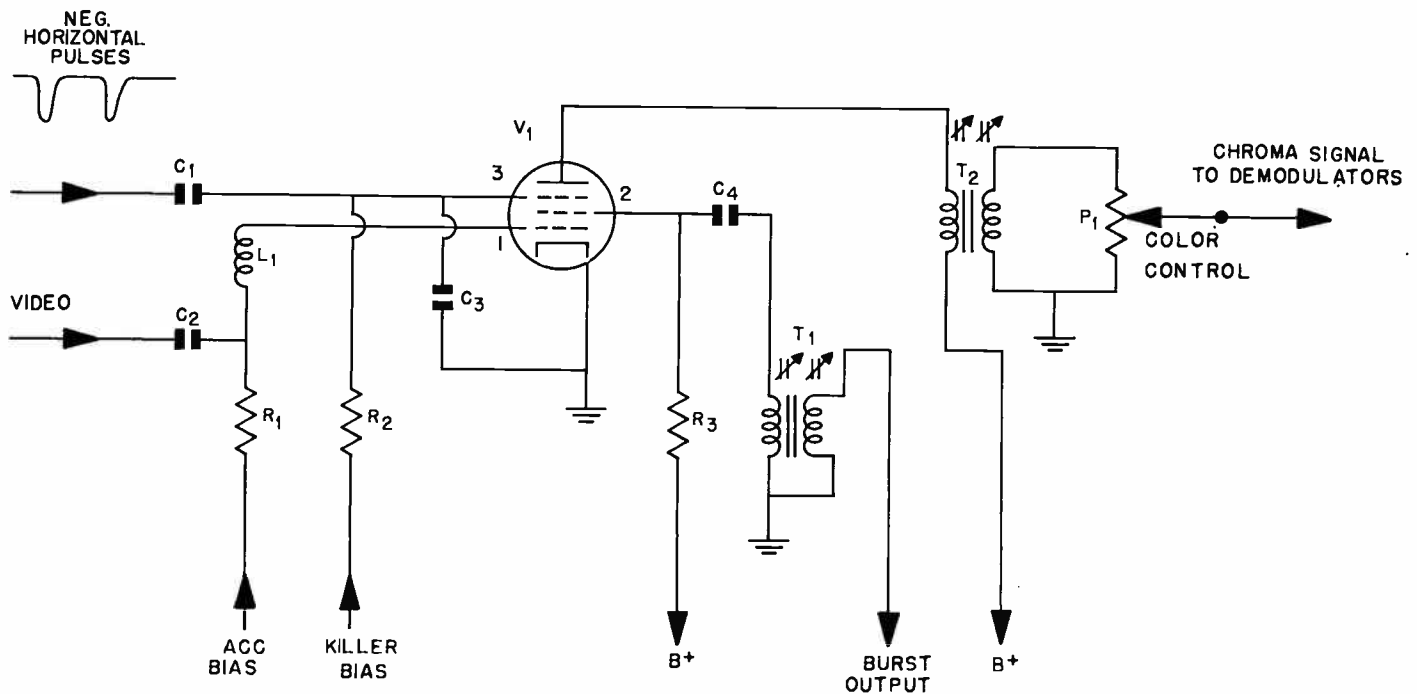 NEG.
HORIZONTAL
PULSES
V1
C1
3
2
1
C4
T2
CHROMA SIGNAL
TO DEMODULATORS
P1
COLOR
CONTROL
L1
C3
VIDEO
C2
T1
R1
R2
R3
ACC
BIAS
KILLER
BIAS
B+
BURST
OUTPUT
B+